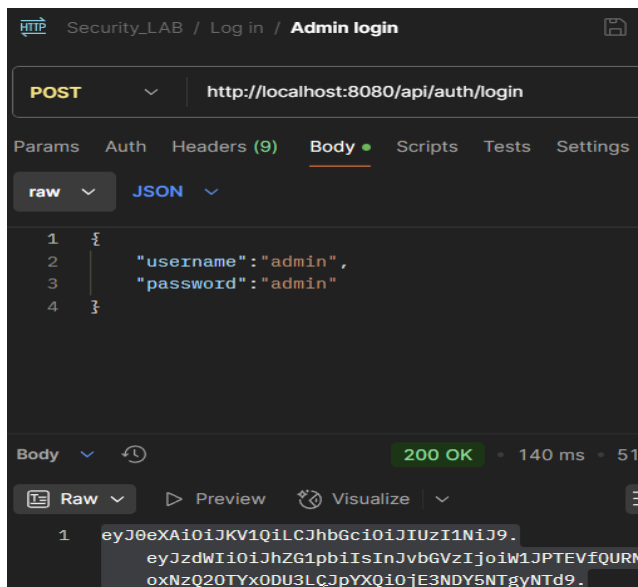 HTTP Security_LAB / Log in / Admin login
POST http://localhost:8080/api/auth/login
Params Auth Headers (9) Body Scripts Tests Settings
raw JSON
1 {
2 "username":"admin",
3 "password":"admin"
4 }
Body 200 OK • 140 ms • 51
Raw Preview Visualize
1 eyJ0eXAiOiJKV1QiLCJhbGciOiJIUzI1NiJ9.
eyJzdWIiOiJhZG1pbiIsInJvbGVzIjoiW1JPTEVfQURN
oxNzQ2OTYxODU3LCJpYXQiOjE3NDY5NTgyNTd9.